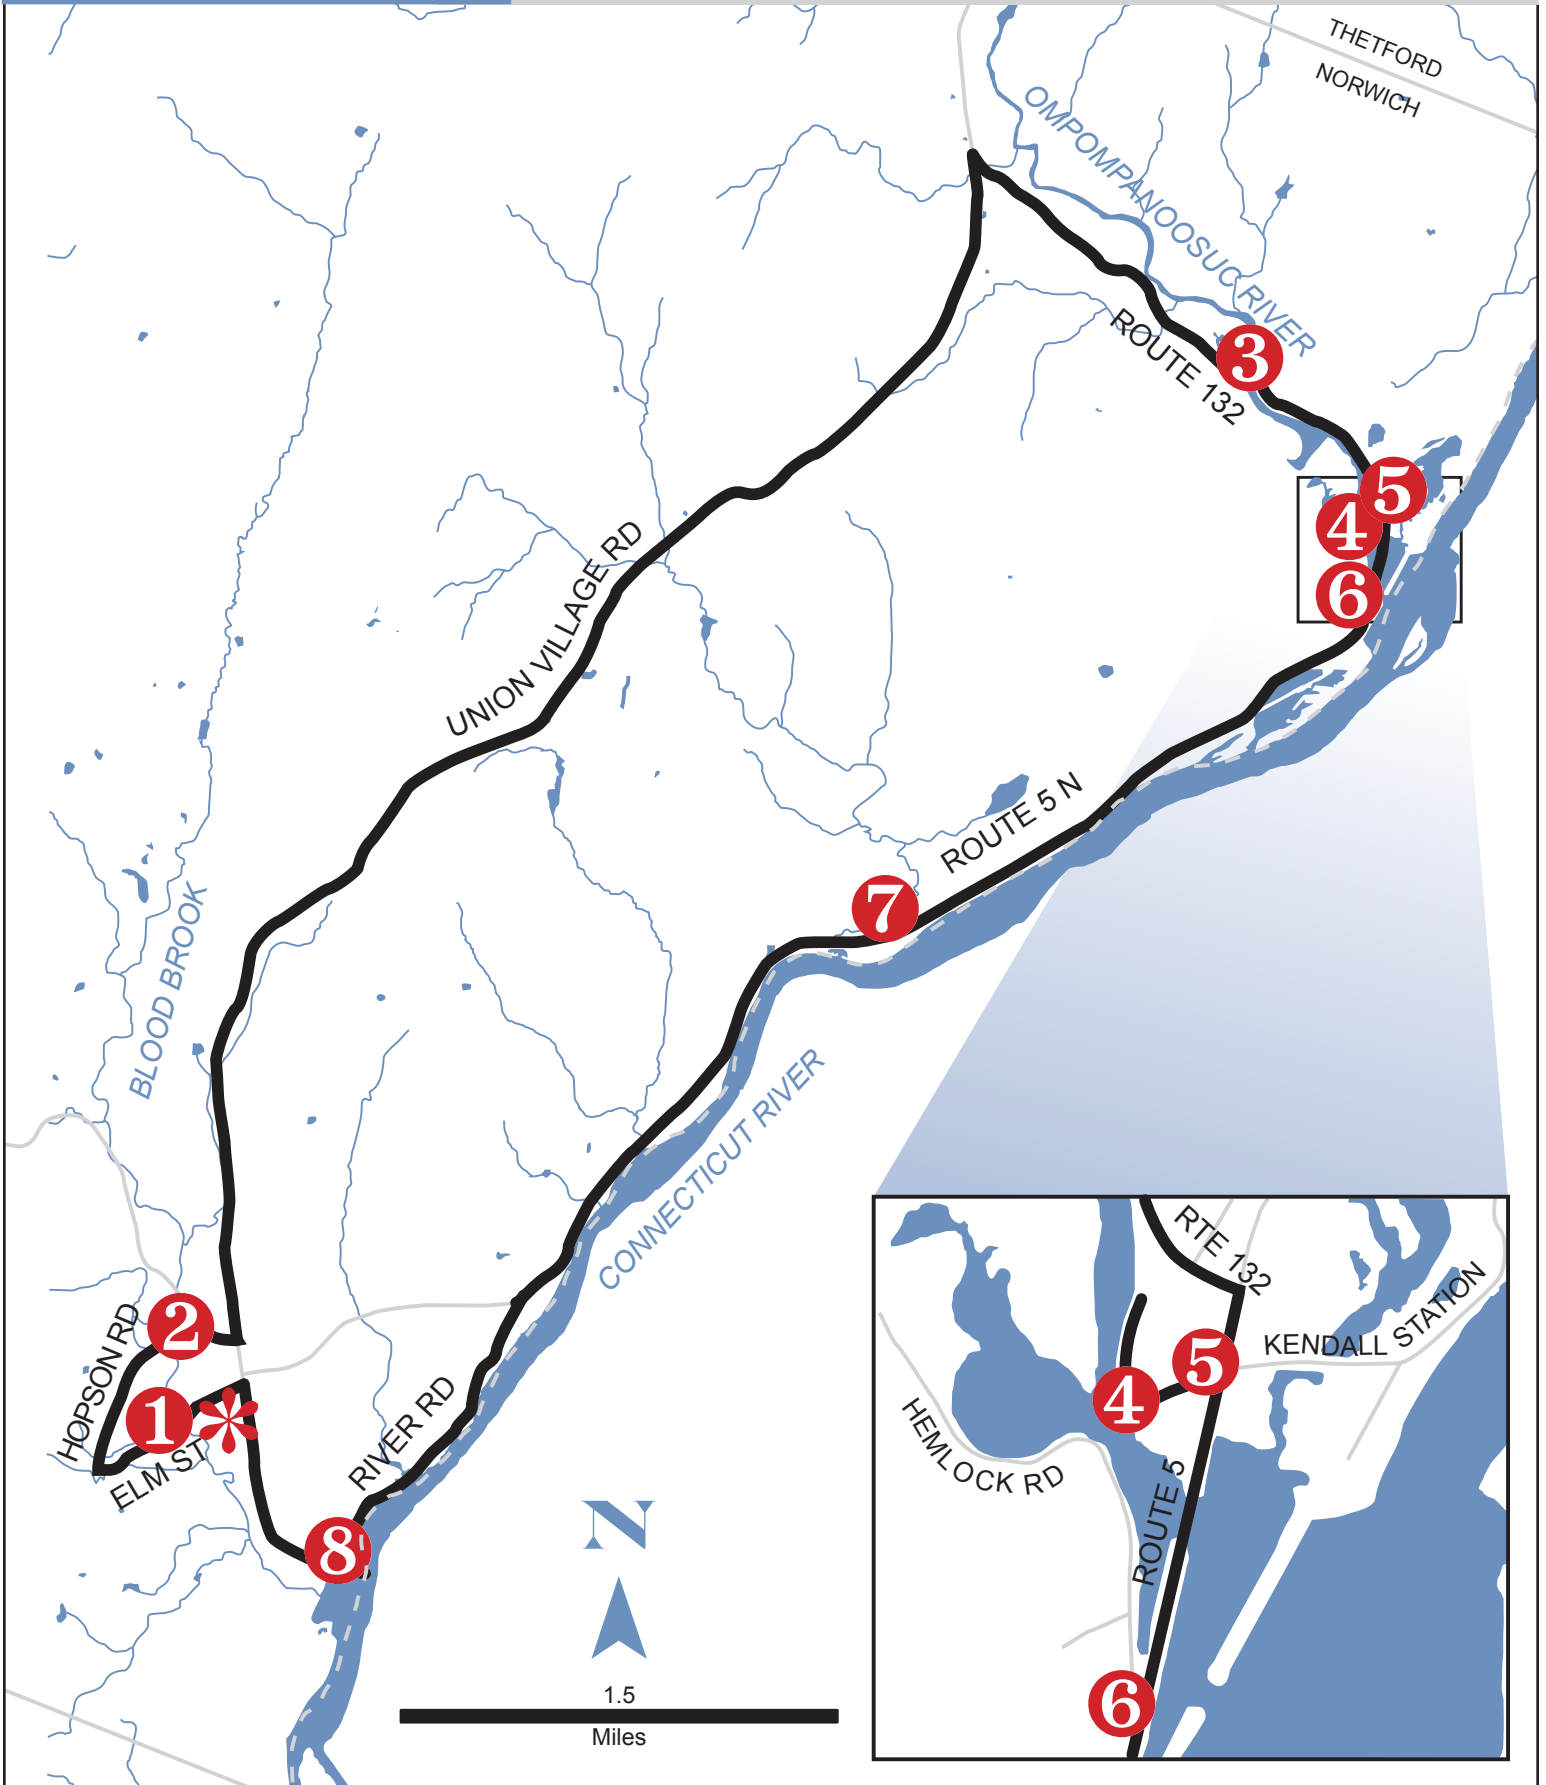 THETFORD
NORWICH
OMPOMPANOOSUC RIVER
ROUTE 132
3
5
4
6
UNION VILLAGE RD
ROUTE 5 N
7
BLOOD BROOK
CONNECTICUT RIVER
HOPSON RD
2
1
ELM ST
RIVER RD
8
N
1.5
Miles
RTE 132
KENDALL STATION
5
4
HEMLOCK RD
ROUTE 5
6